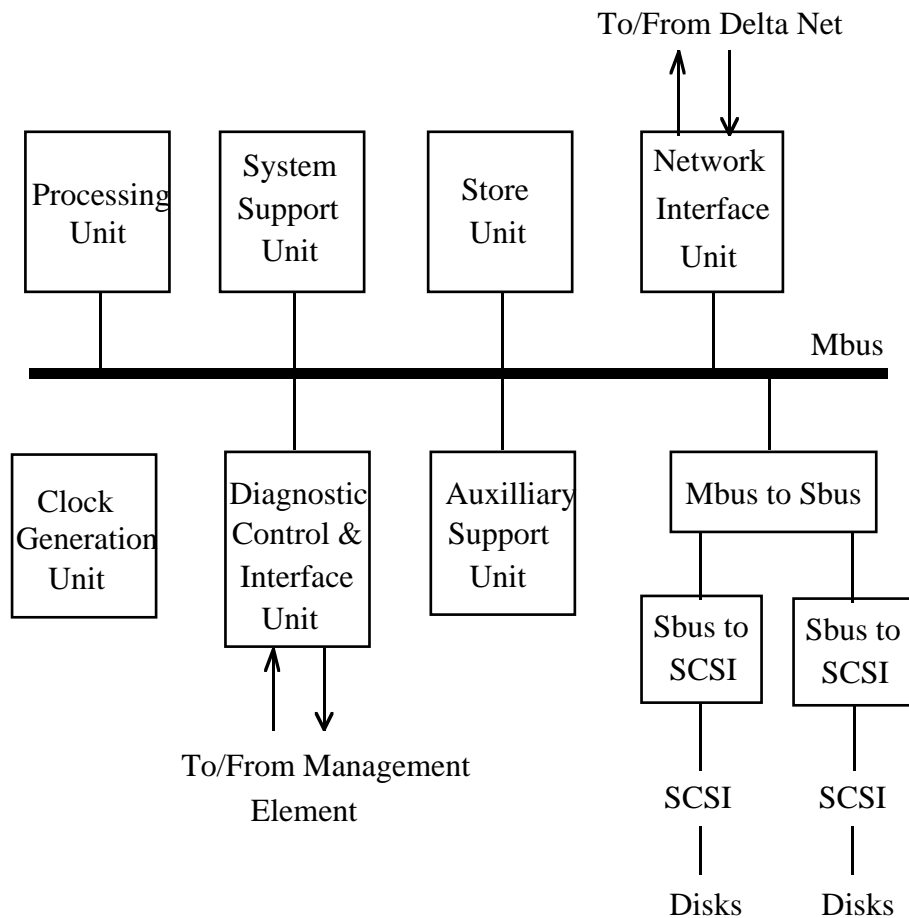 To/From Delta Net
Processing
Unit
System
Support
Unit
Store
Unit
Network
Interface
Unit
Mbus
Clock
Generation
Unit
Diagnostic
Control &
Interface
Unit
Auxilliary
Support
Unit
Mbus to Sbus
Sbus to
SCSI
Sbus to
SCSI
To/From Management
Element
SCSI
SCSI
Disks
Disks